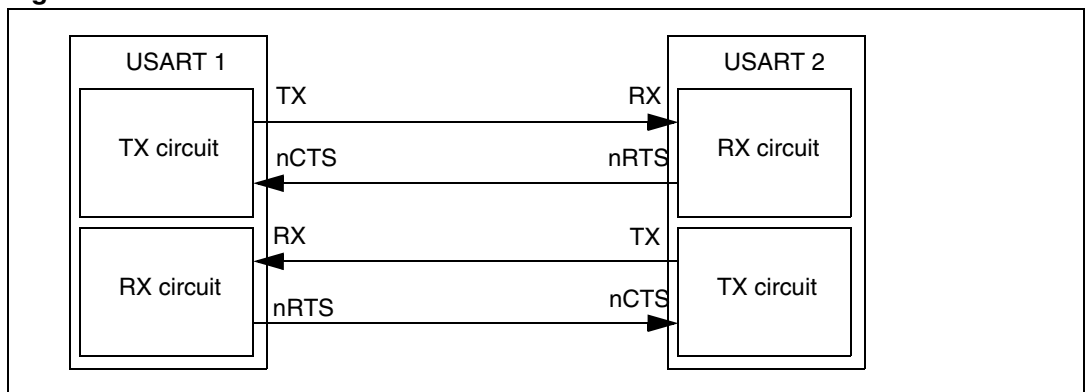 USART 1
USART 2
TX
RX
TX circuit
RX circuit
nCTS
nRTS
RX
TX
RX circuit
TX circuit
nRTS
nCTS